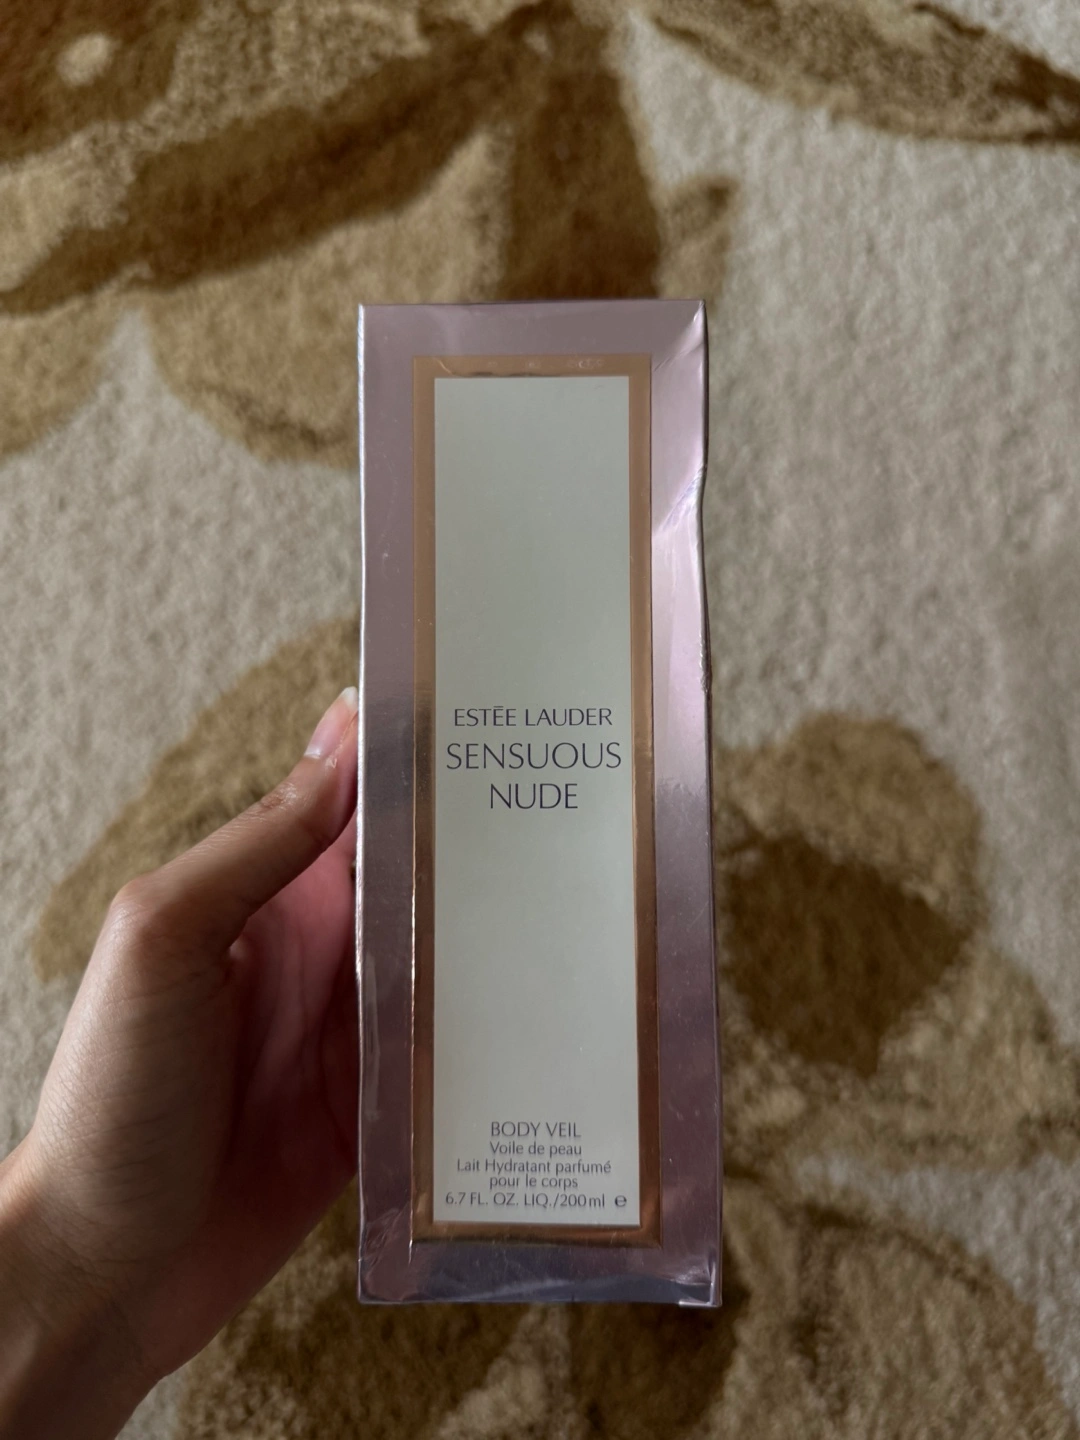 ESTĒE LAUDER
SENSUOUS
NUDE
BODY VEIL
Voile de peau
Lait Hydratant parfumé
pour le corps
6.7 FL. OZ. LIQ./200ml ℮